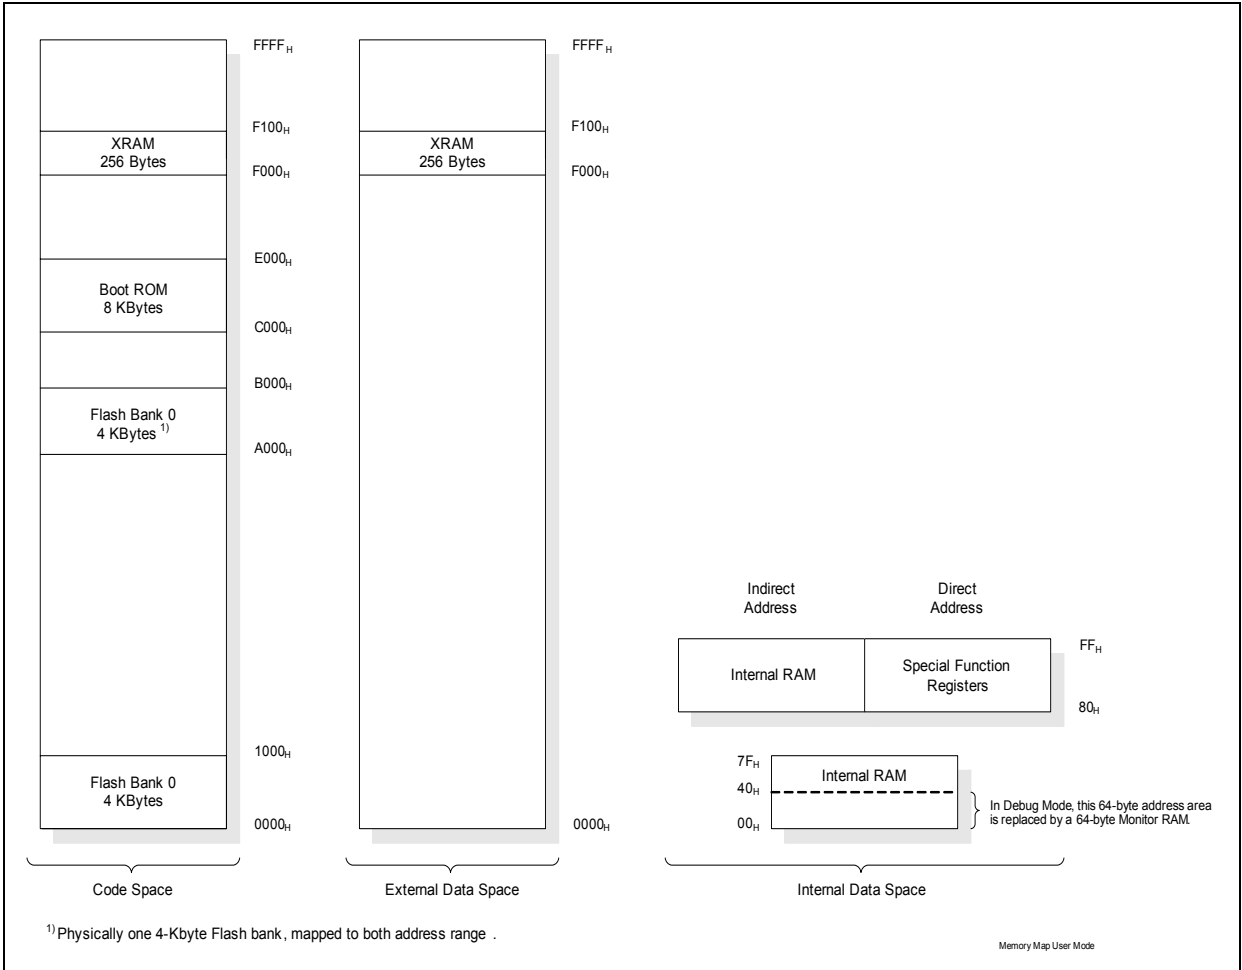 FFFFH
FFFFH
F100H
F100H
XRAM
256 Bytes
XRAM
256 Bytes
F000H
F000H
E000H
Boot ROM
8 KBytes
C000H
B000H
Flash Bank 0
4 KBytes 1)
A000H
Indirect
Address
Direct
Address
FFH
Internal RAM
Special Function
Registers
80H
1000H
7FH
Internal RAM
Flash Bank 0
4 KBytes
40H
In Debug Mode, this 64-byte address area
is replaced by a 64-byte Monitor RAM.
0000H
0000H
00H
Code Space
External Data Space
Internal Data Space
1) Physically one 4-Kbyte Flash bank, mapped to both address range .
Memory Map User Mode